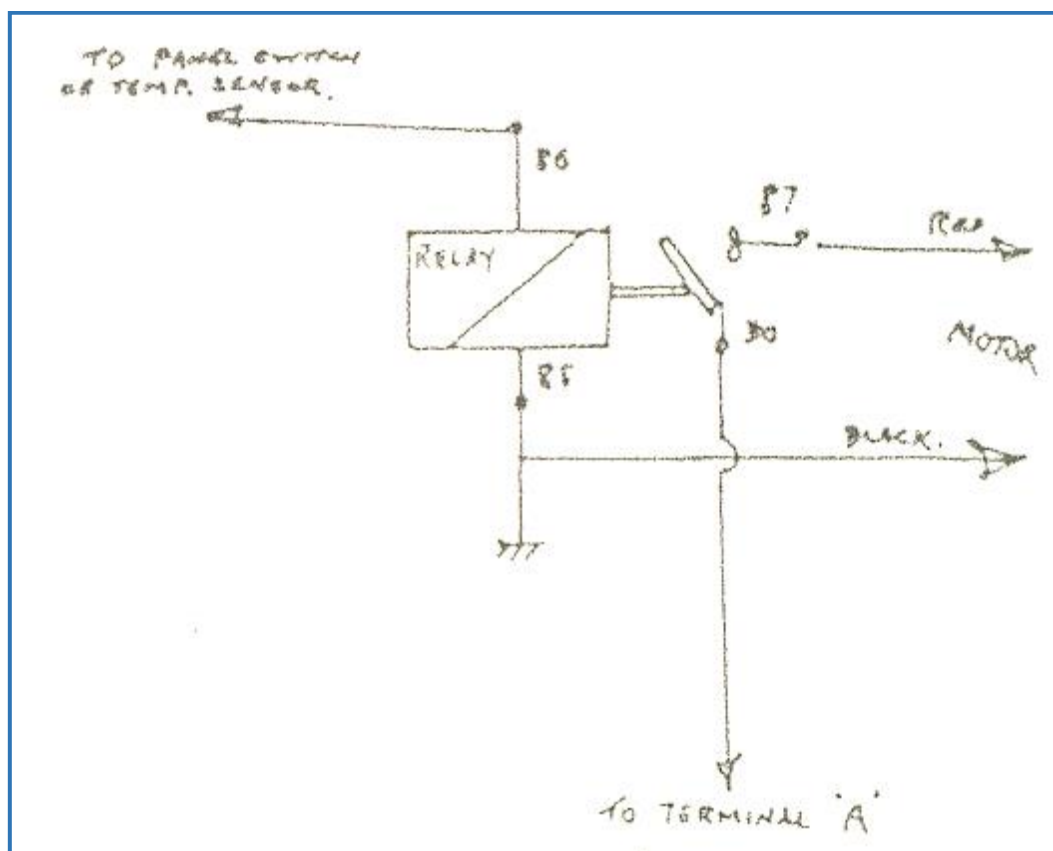 TO PANEL SWITCH
OR TEMP. SENSOR.
86
87
RED
RELAY
30
MOTOR
85
BLACK.
TO TERMINAL 'A'